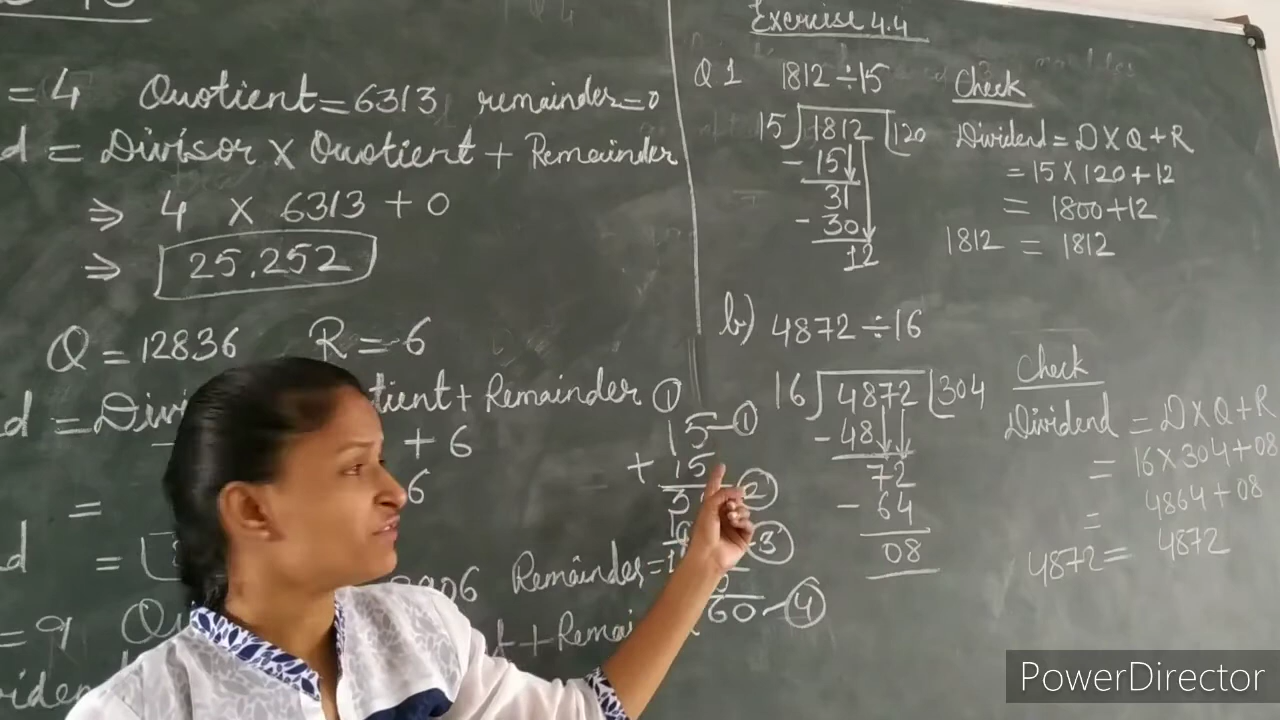 = 4 Quotient = 6313 remainder = 0
d = Divisor × Quotient + Remainder
⇒ 4 × 6313 + 0
⇒ 25,252
Q = 12836 R = 6
d = Divi tient + Remainder ①
+ 6
= 6
d =
906 Remainder =
= 9 Qu
+ Remai
viden
15 - ①
+ 15
②
③
60 - ④
Exercise 4.4
Q 1 1812 ÷ 15
15 ) 1812 ( 120
- 15
31
- 30
12
Check
Dividend = D × Q + R
= 15 × 120 + 12
= 1800 + 12
1812 = 1812
b) 4872 ÷ 16
16 ) 4872 ( 304
- 48
72
- 64
08
Check
Dividend = D × Q + R
= 16 × 304 + 08
= 4864 + 08
4872 = 4872
PowerDirector